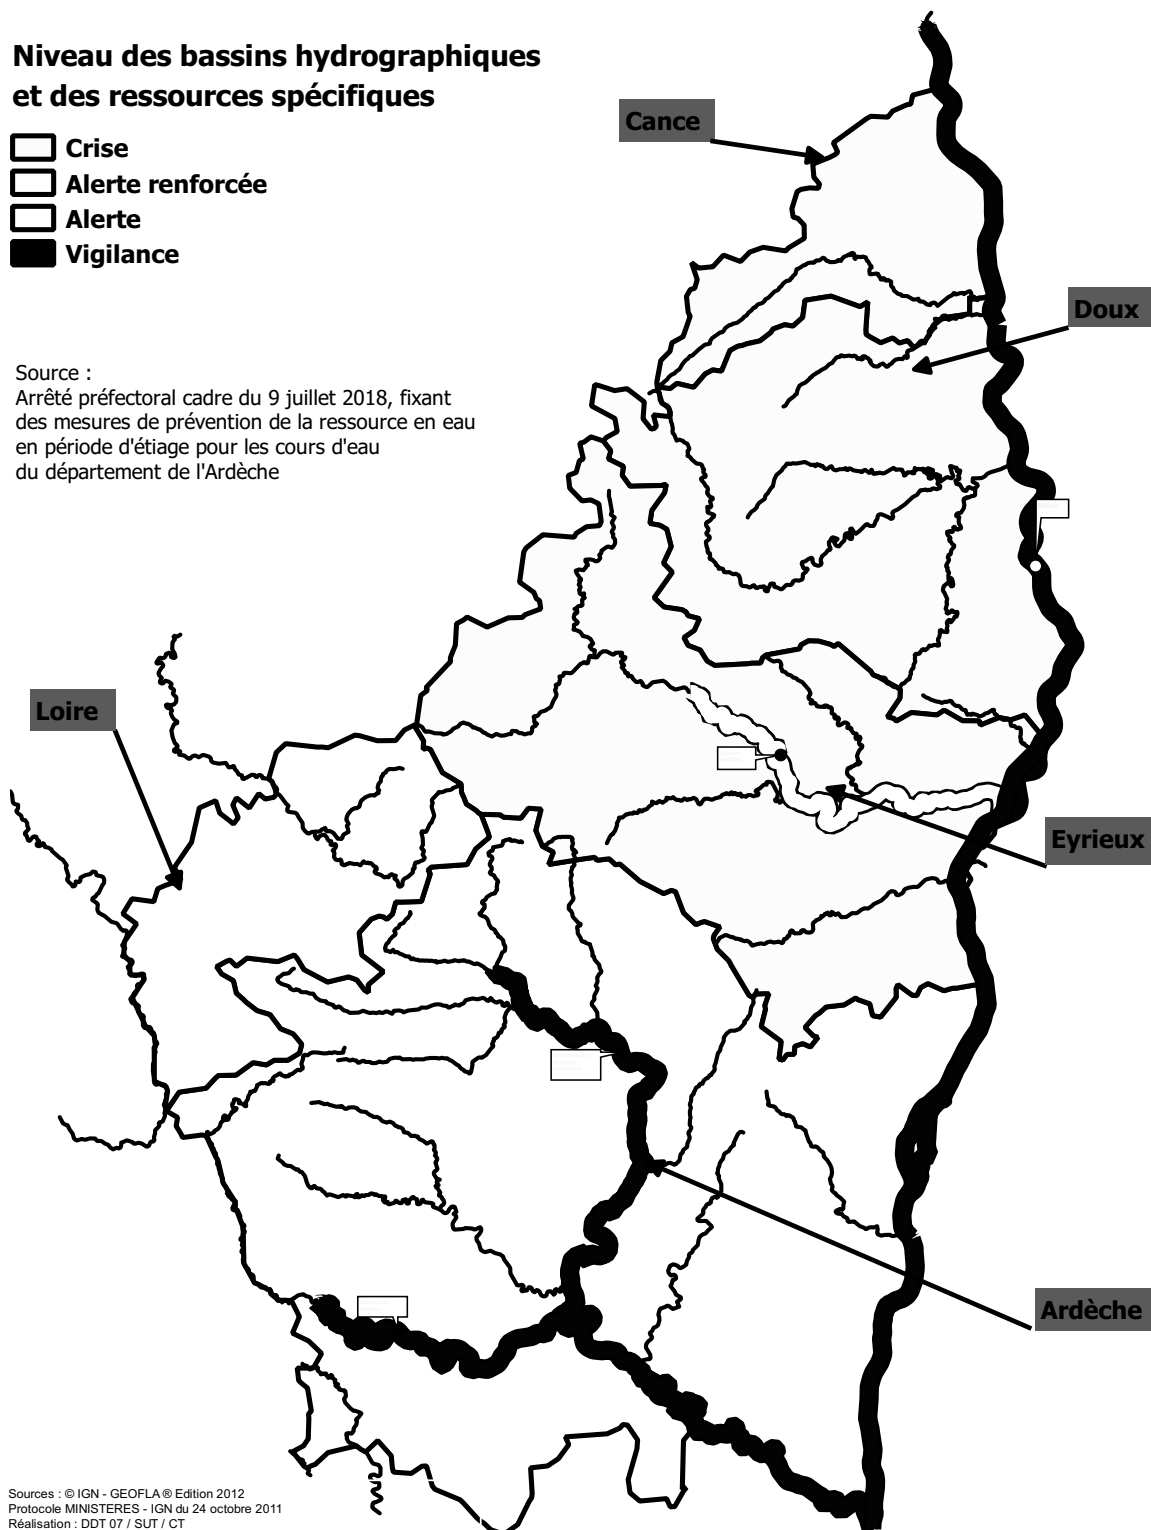 Niveau des bassins hydrographiques
et des ressources spécifiques
Crise
Alerte renforcée
Alerte
Vigilance
Cance
Doux
Source :
Arrêté préfectoral cadre du 9 juillet 2018, fixant
des mesures de prévention de la ressource en eau
en période d'étiage pour les cours d'eau
du département de l'Ardèche
Loire
Eyrieux
Ardèche
Sources : © IGN - GEOFLA ® Edition 2012
Protocole MINISTERES - IGN du 24 octobre 2011
Réalisation : DDT 07 / SUT / CT